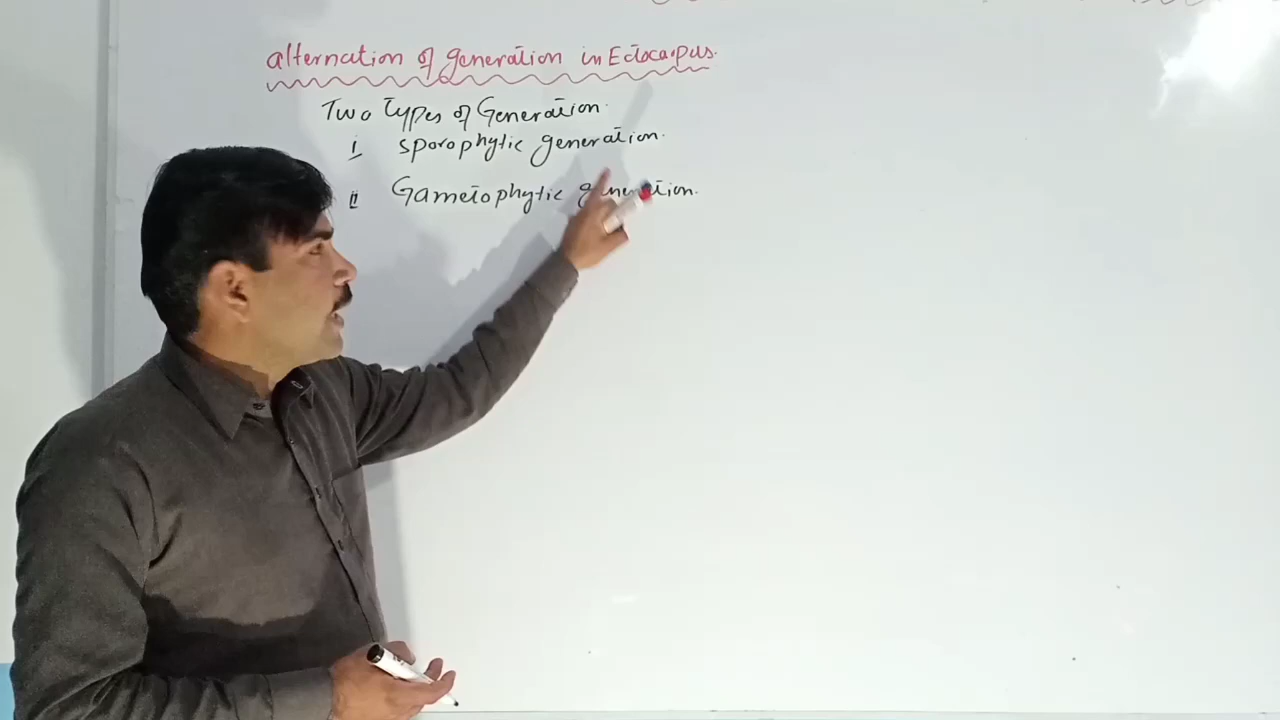 alternation of generation in Ectocarpus.
Two Types of Generation.
i sporophytic generation.
ii Gametophytic generation.